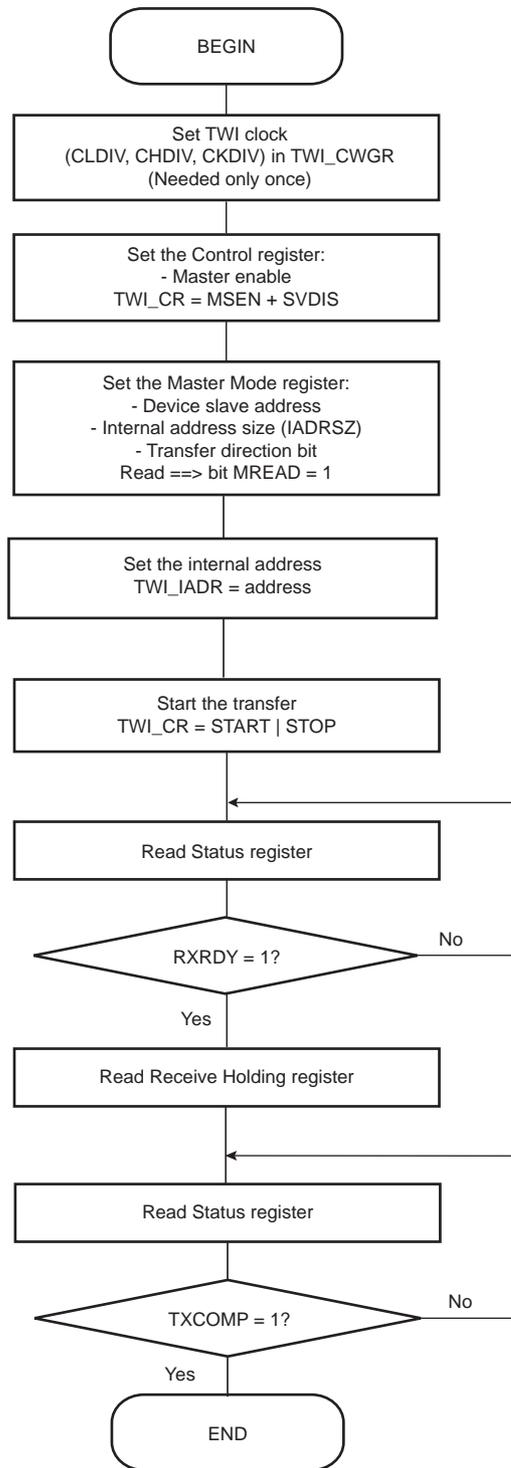 BEGIN
Set TWI clock
(CLDIV, CHDIV, CKDIV) in TWI_CWGR
(Needed only once)
Set the Control register:
- Master enable
TWI_CR = MSEN + SVDIS
Set the Master Mode register:
- Device slave address
- Internal address size (IADRSZ)
- Transfer direction bit
Read ==> bit MREAD = 1
Set the internal address
TWI_IADR = address
Start the transfer
TWI_CR = START | STOP
Read Status register
RXRDY = 1?
No
Yes
Read Receive Holding register
Read Status register
TXCOMP = 1?
No
Yes
END